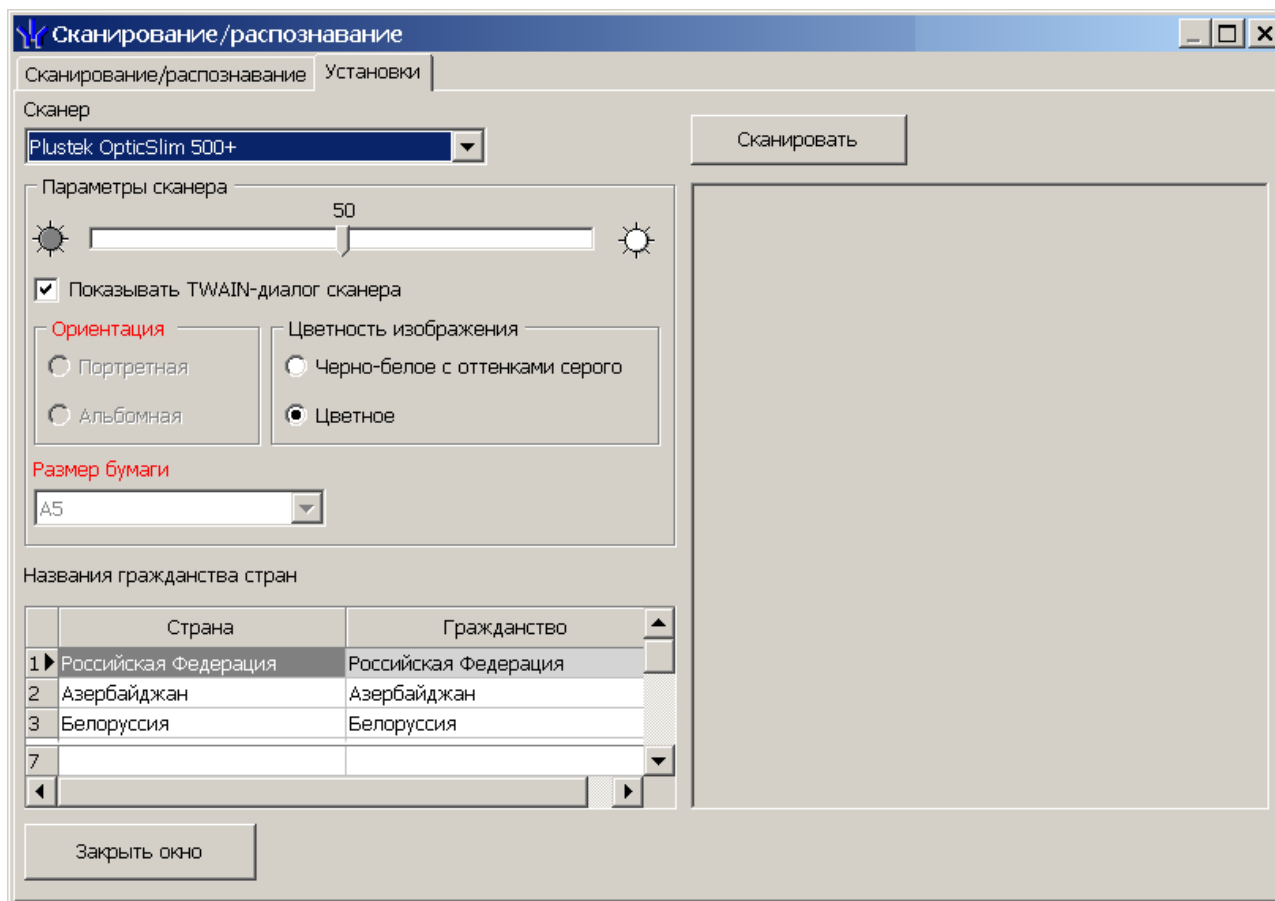 Сканирование/распознавание
Сканирование/распознавание Установки
Сканер
Plustek OpticSlim 500+
Сканировать
Параметры сканера
50
Показывать TWAIN-диалог сканера
Ориентация
Портретная
Альбомная
Цветность изображения
Черно-белое с оттенками серого
Цветное
Размер бумаги
A5
Названия гражданства стран
Страна Гражданство
1 Российская Федерация Российская Федерация
2 Азербайджан Азербайджан
3 Белоруссия Белоруссия
7
Закрыть окно